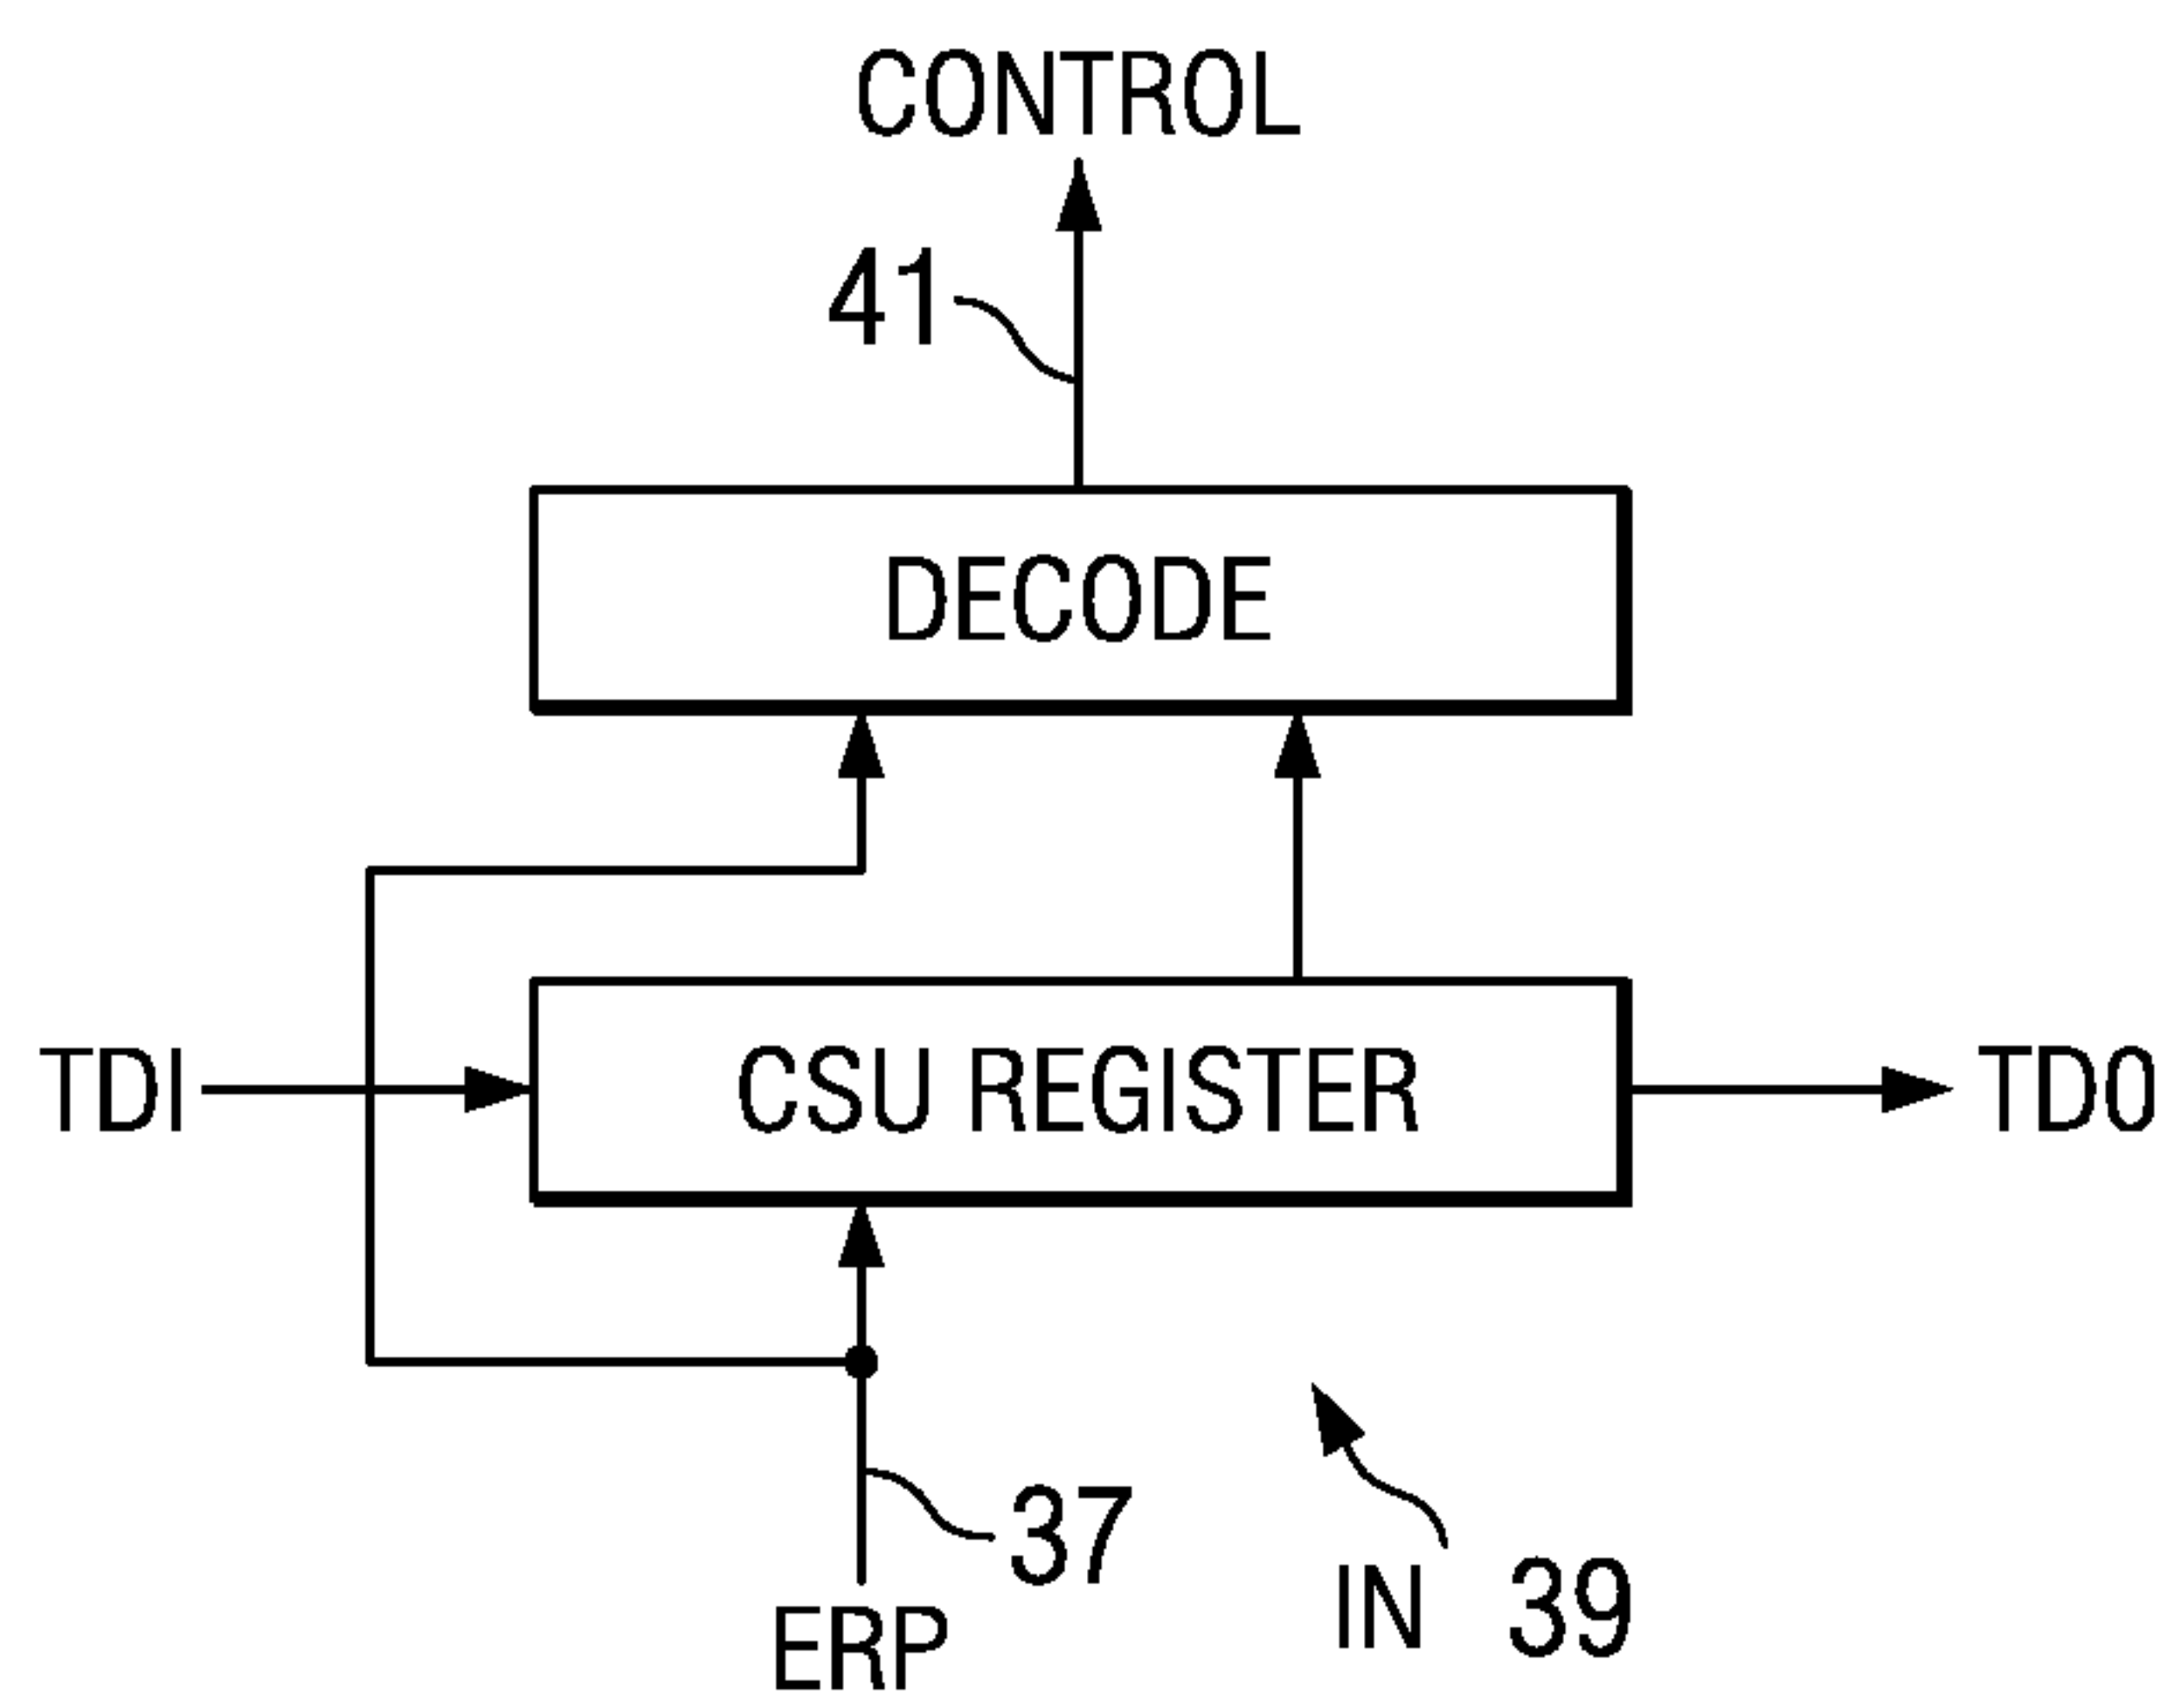 CONTROL
41
DECODE
TDI
CSU REGISTER
TDO
37
ERP
IN 39